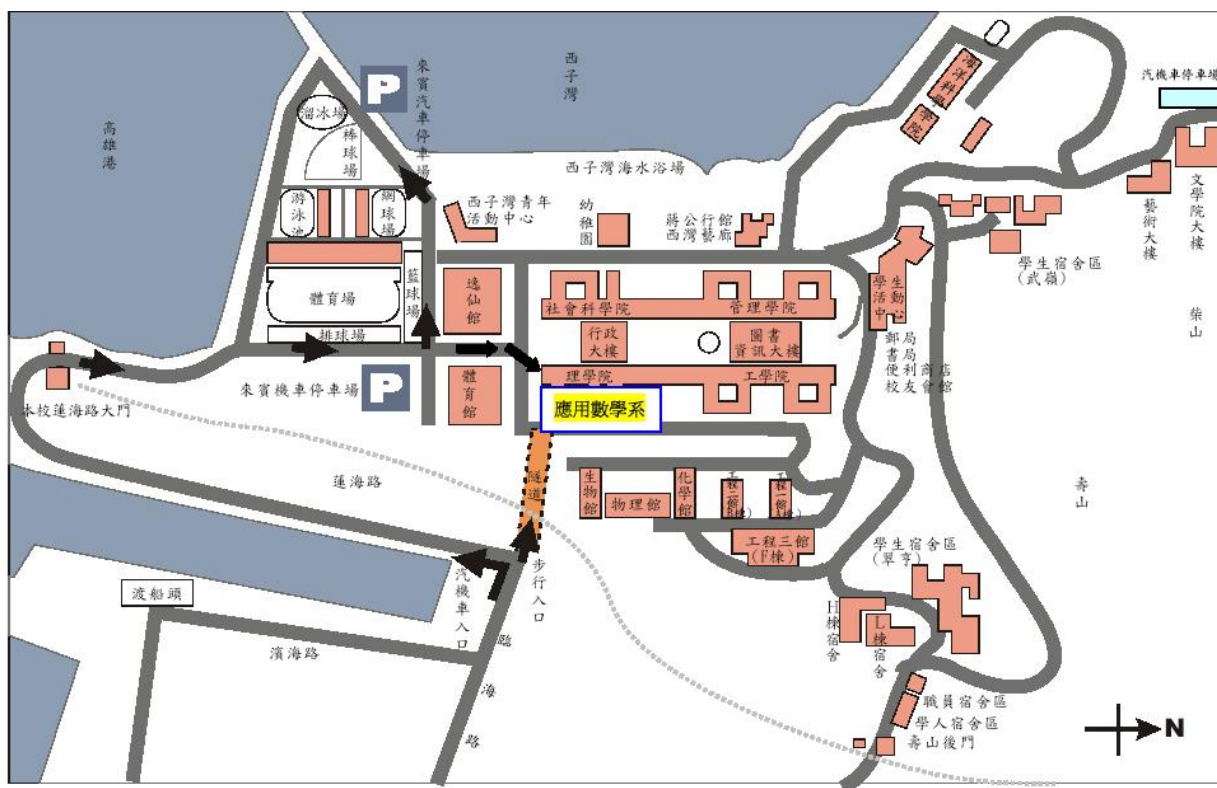 西子灣
高雄港
來賓汽車停車場
P
溜冰場
棒球場
海洋科學
學院
汽機車停車場
西子灣海水浴場
游泳池
網球場
西子灣青年
活動中心
幼稚園
蔣公行館
西灣藝廊
文學院大樓
藝術大樓
學生宿舍區
(武嶺)
體育場
籃球場
逸仙館
學生
活動
中心
柴山
社會科學院
管理學院
排球場
行政
大樓
圖書
資訊大樓
郵局
書局
便利商店
校友會館
理學院
工學院
來賓機車停車場
P
體育館
本校蓮海路大門
應用數學系
蓮海路
隧道
生物館
物理館
化學館
壽山
工程三館
(F棟)
學生宿舍區
(翠亨)
汽機車入口
步行入口
渡船頭
濱海路
臨海路
H棟宿舍
L棟宿舍
職員宿舍區
學人宿舍區
壽山後門
N